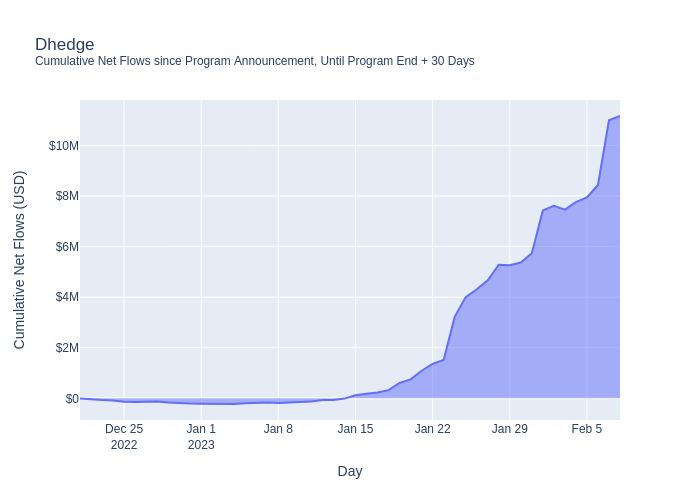 Dhedge
Cumulative Net Flows since Program Announcement, Until Program End + 30 Days
Cumulative Net Flows (USD)
$10M
$8M
$6M
$4M
$2M
$0
Dec 25 Jan 1 Jan 8 Jan 15 Jan 22 Jan 29 Feb 5
2022 2023
Day